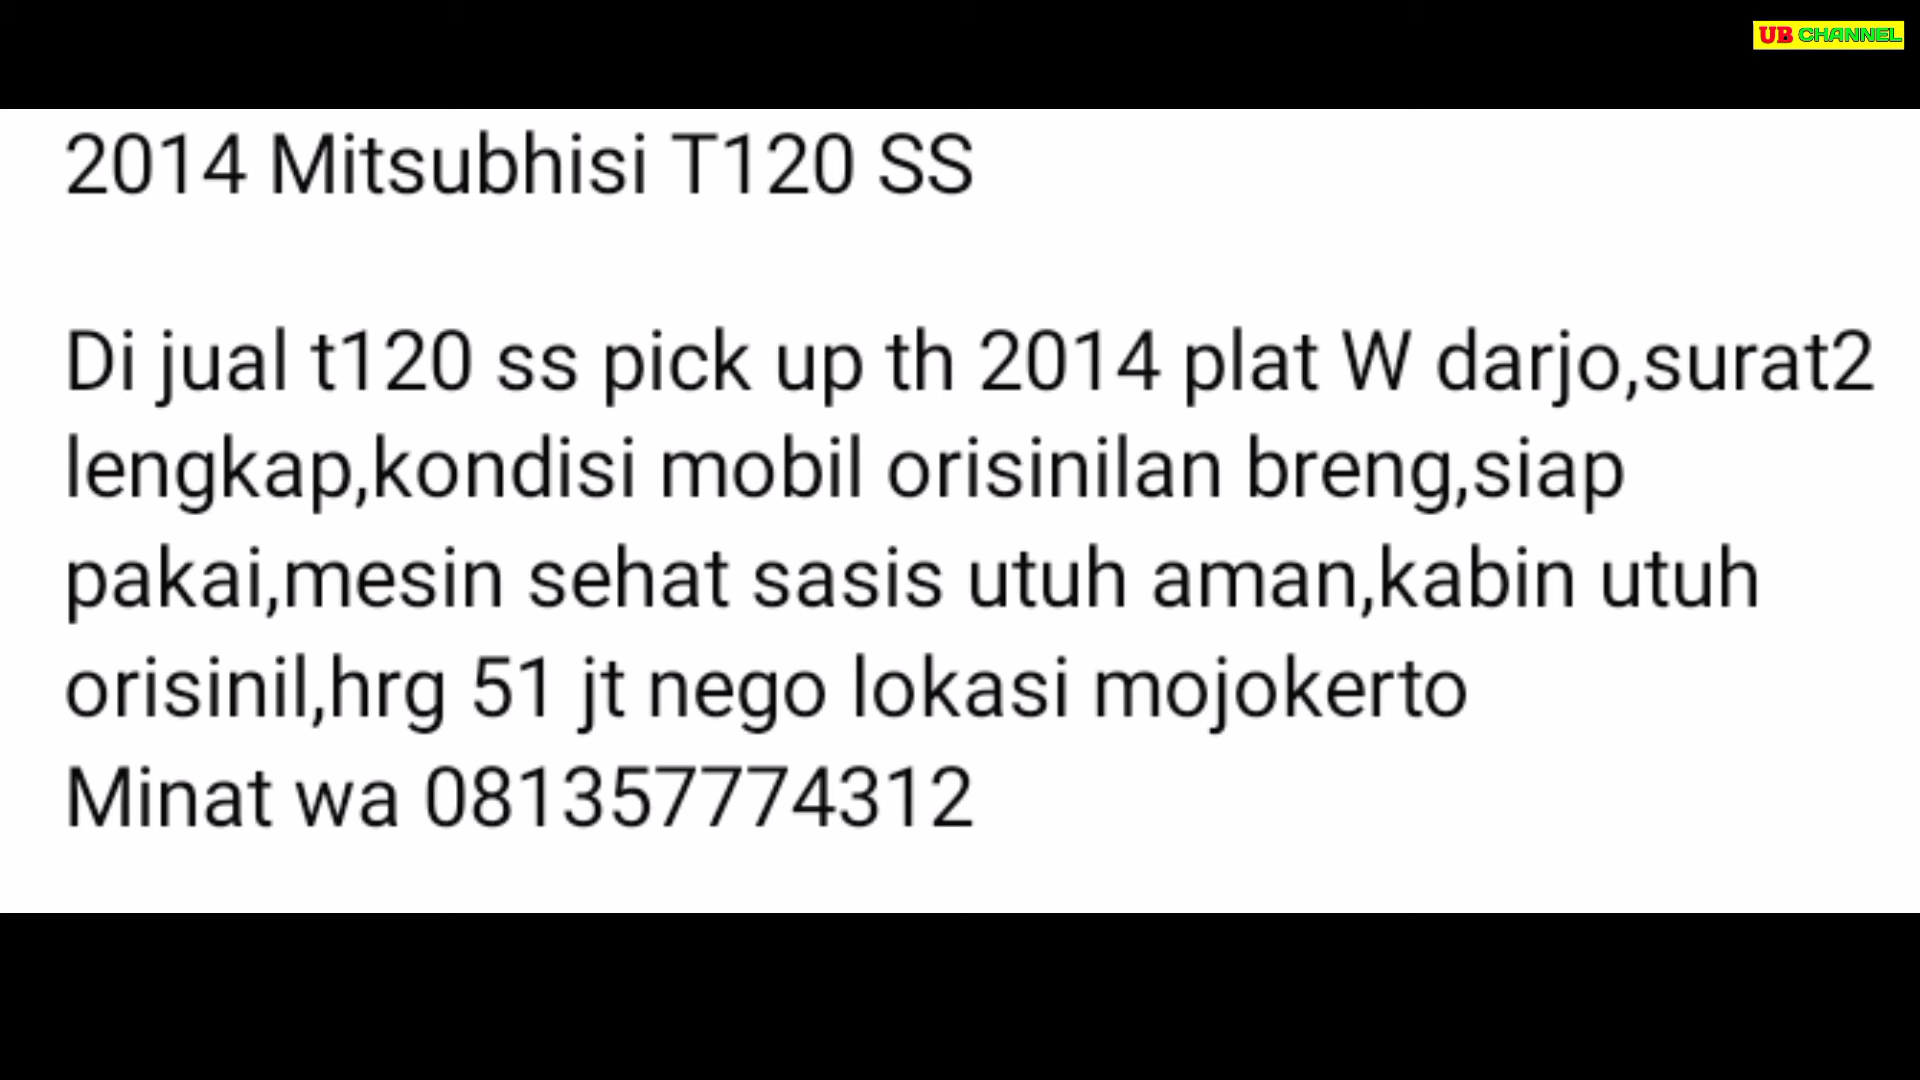 UB CHANNEL
2014 Mitsubhisi T120 SS
Di jual t120 ss pick up th 2014 plat W darjo,surat2
lengkap,kondisi mobil orisinilan breng,siap
pakai,mesin sehat sasis utuh aman,kabin utuh
orisinil,hrg 51 jt nego lokasi mojokerto
Minat wa 081357774312